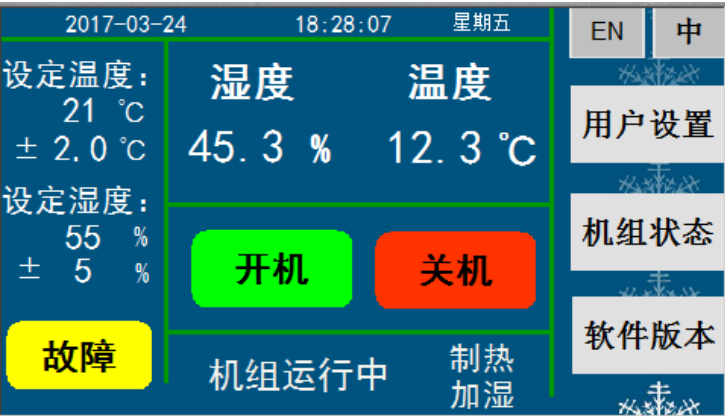 2017-03-24 18:28:07 星期五
EN 中
设定温度:
21 ℃
± 2.0 ℃
设定湿度:
55 %
± 5 %
故障
湿度 温度
45.3 % 12.3 ℃
开机 关机
机组运行中
制热
加湿
用户设置
机组状态
软件版本